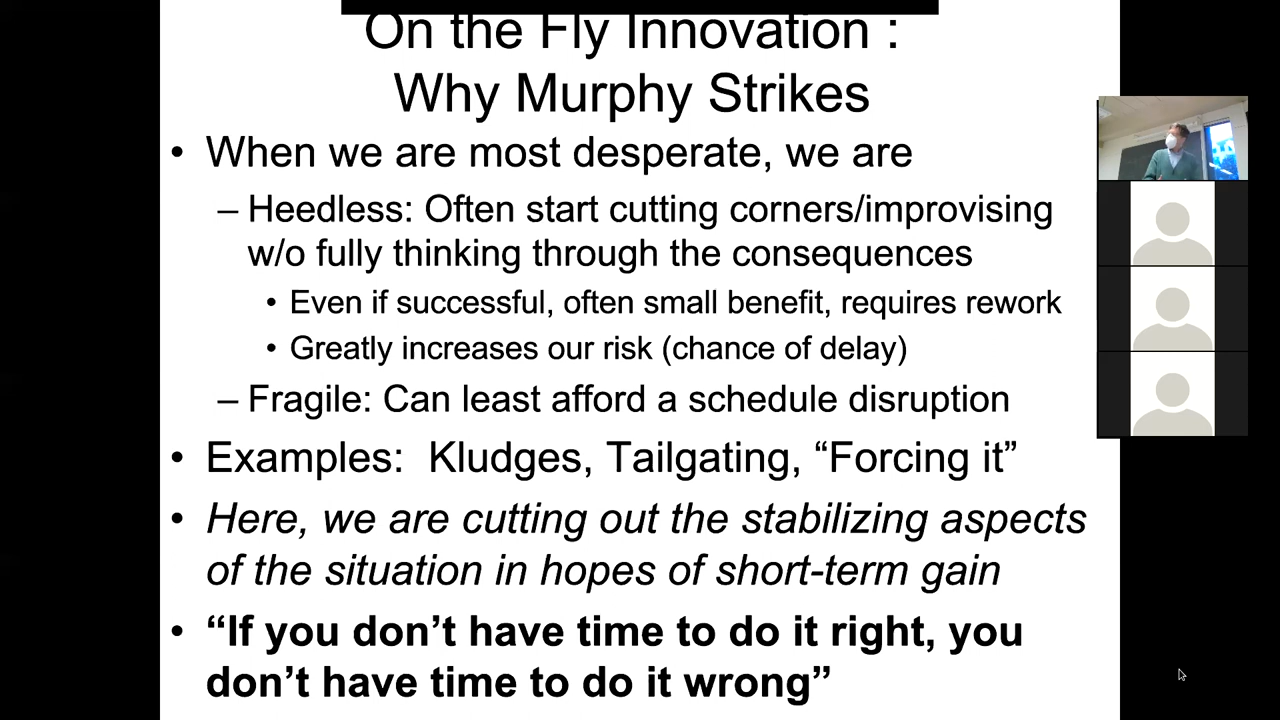 On the Fly Innovation :
Why Murphy Strikes
• When we are most desperate, we are
– Heedless: Often start cutting corners/improvising
w/o fully thinking through the consequences
• Even if successful, often small benefit, requires rework
• Greatly increases our risk (chance of delay)
– Fragile: Can least afford a schedule disruption
• Examples:  Kludges, Tailgating, “Forcing it”
• Here, we are cutting out the stabilizing aspects
of the situation in hopes of short-term gain
• “If you don’t have time to do it right, you
don’t have time to do it wrong”